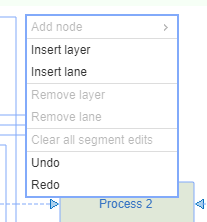 Add node
Insert layer
Insert lane
Remove layer
Remove lane
Clear all segment edits
Undo
Redo
Process 2